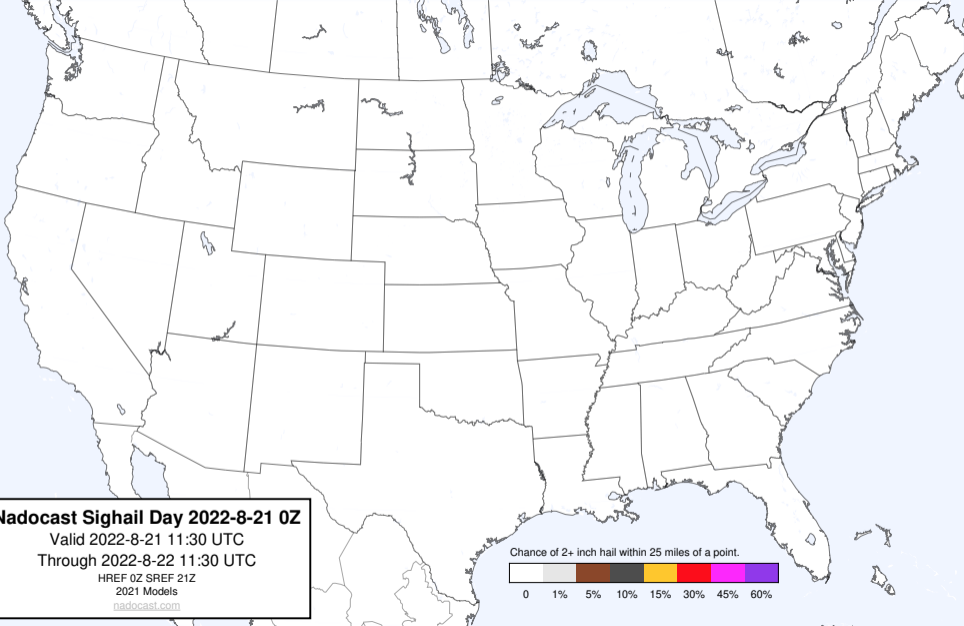 Nadocast Sighail Day 2022-8-21 0Z
Valid 2022-8-21 11:30 UTC
Through 2022-8-22 11:30 UTC
HREF 0Z SREF 21Z
2021 Models
nadocast.com
Chance of 2+ inch hail within 25 miles of a point.
0 1% 5% 10% 15% 30% 45% 60%